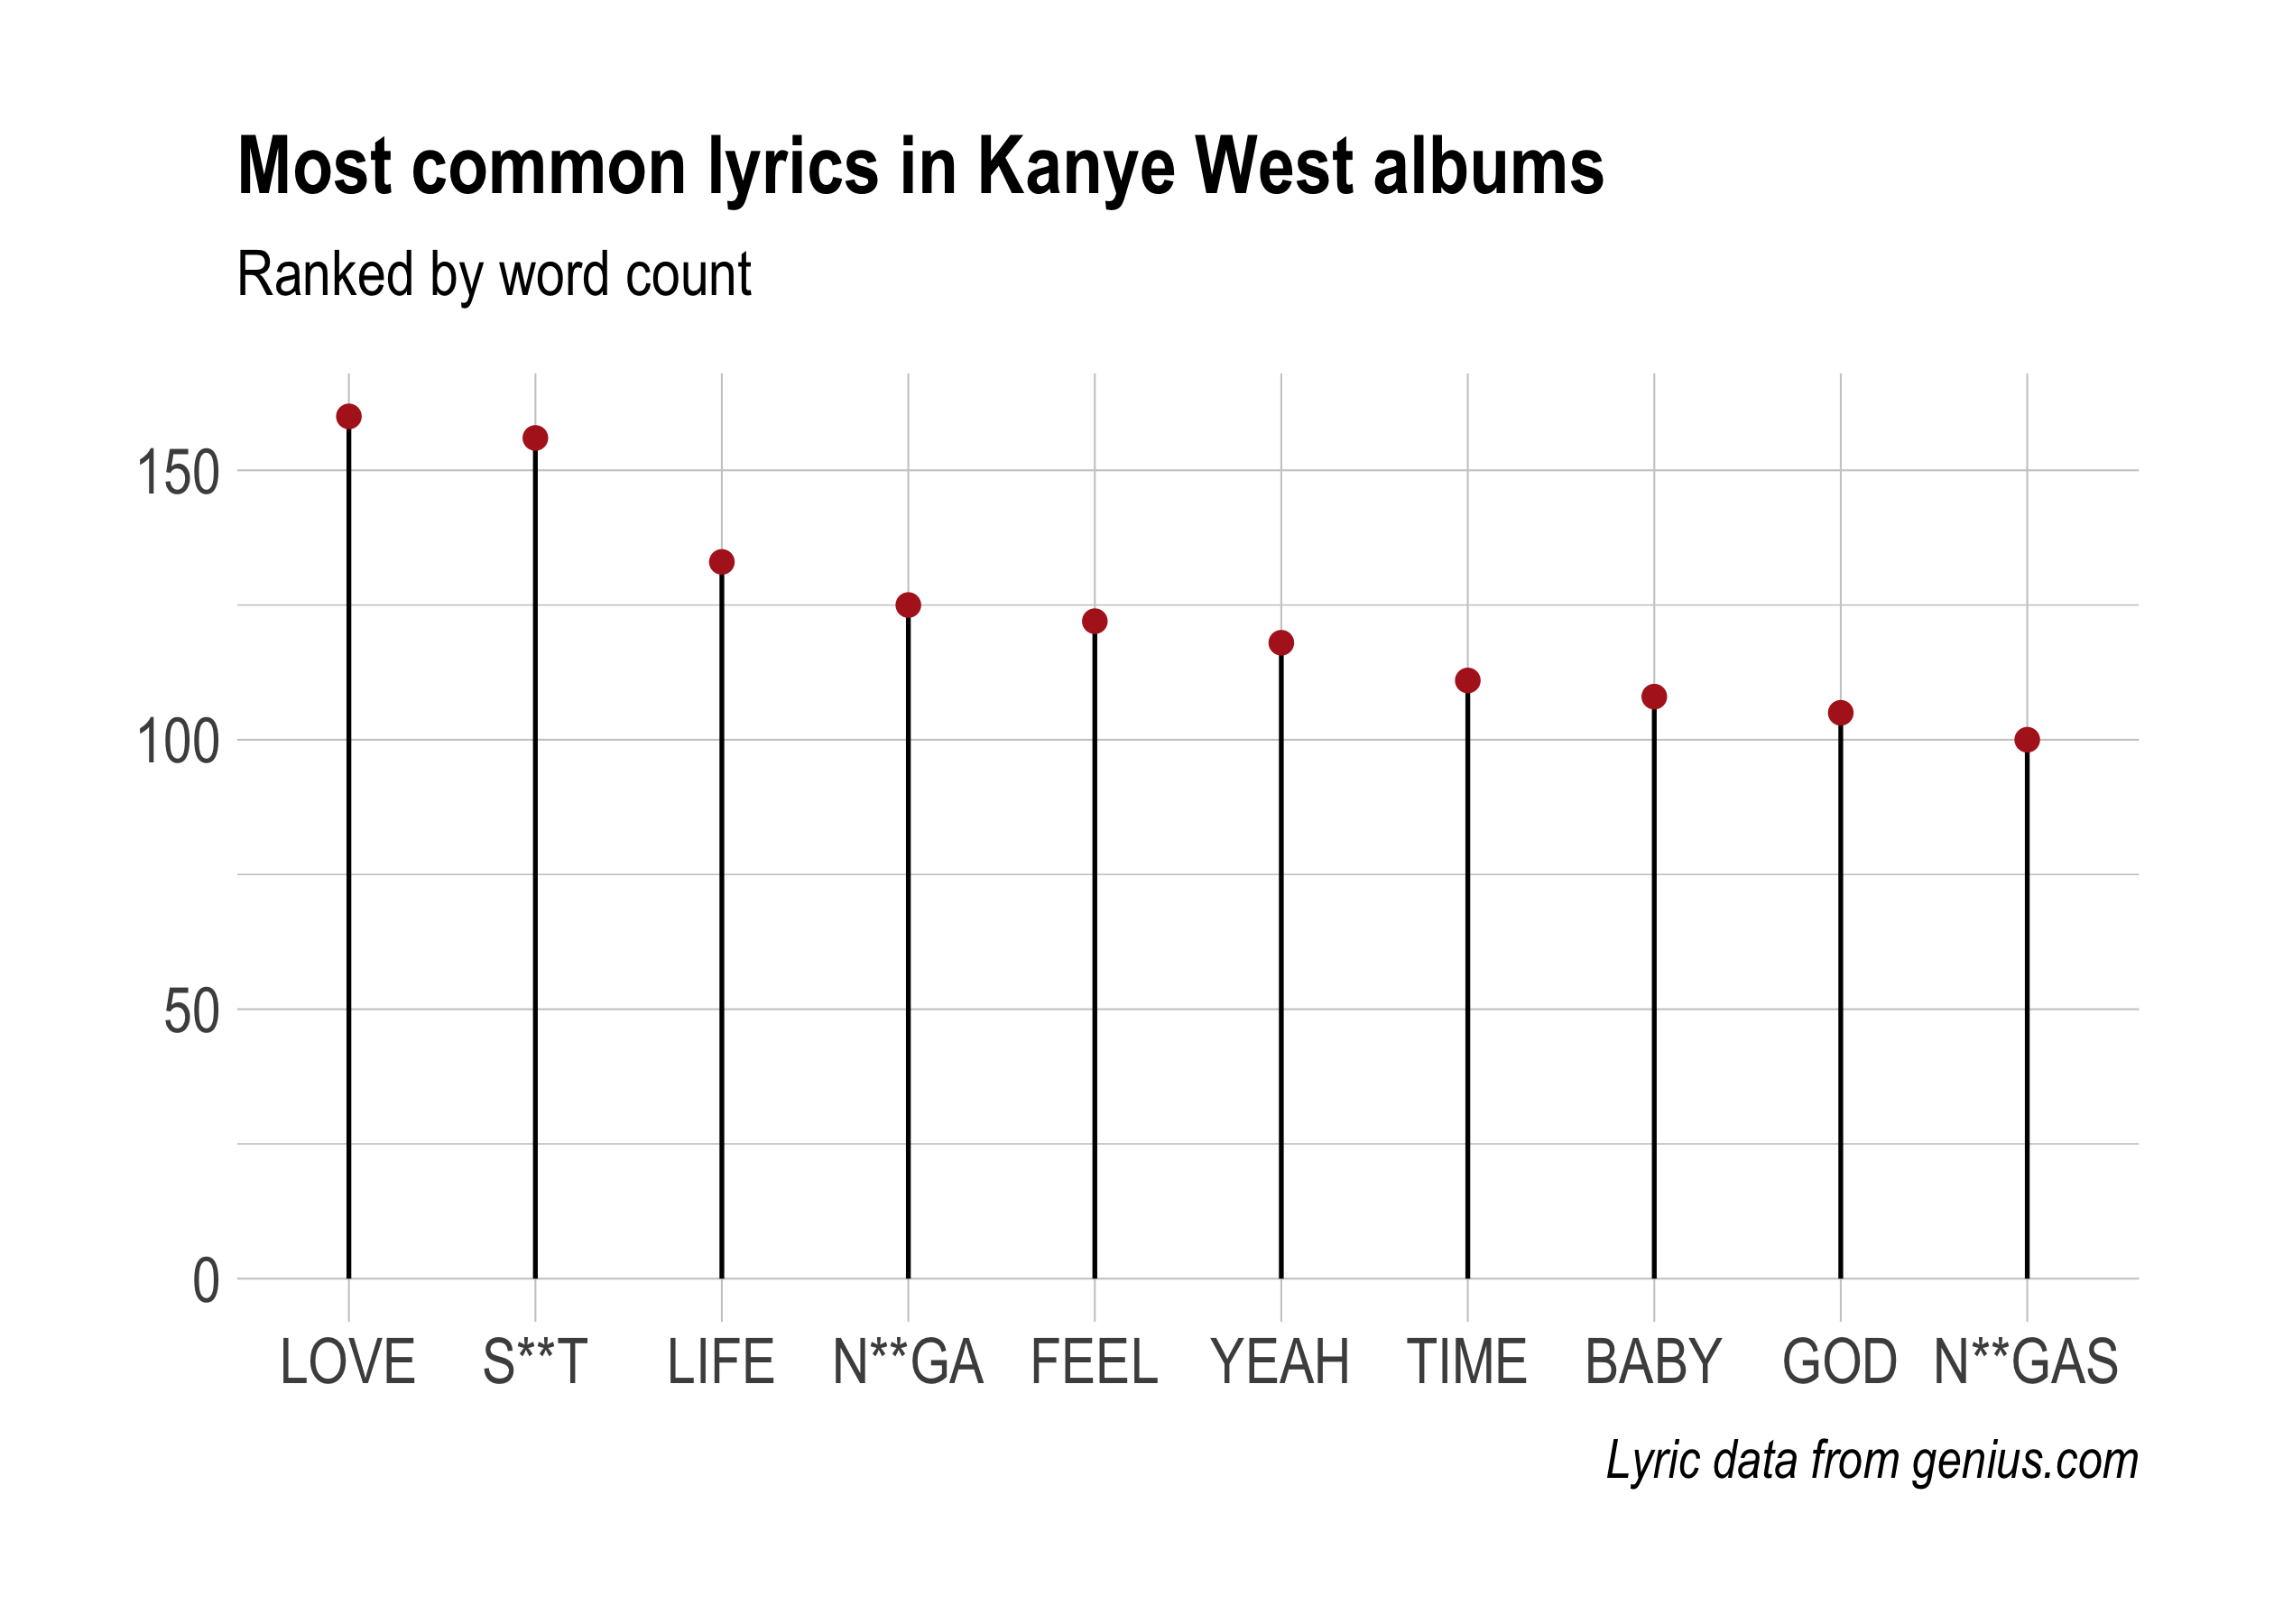 Most common lyrics in Kanye West albums
Ranked by word count
150
100
50
0
LOVE S**T LIFE N**GA FEEL YEAH TIME BABY GOD N**GAS
Lyric data from genius.com